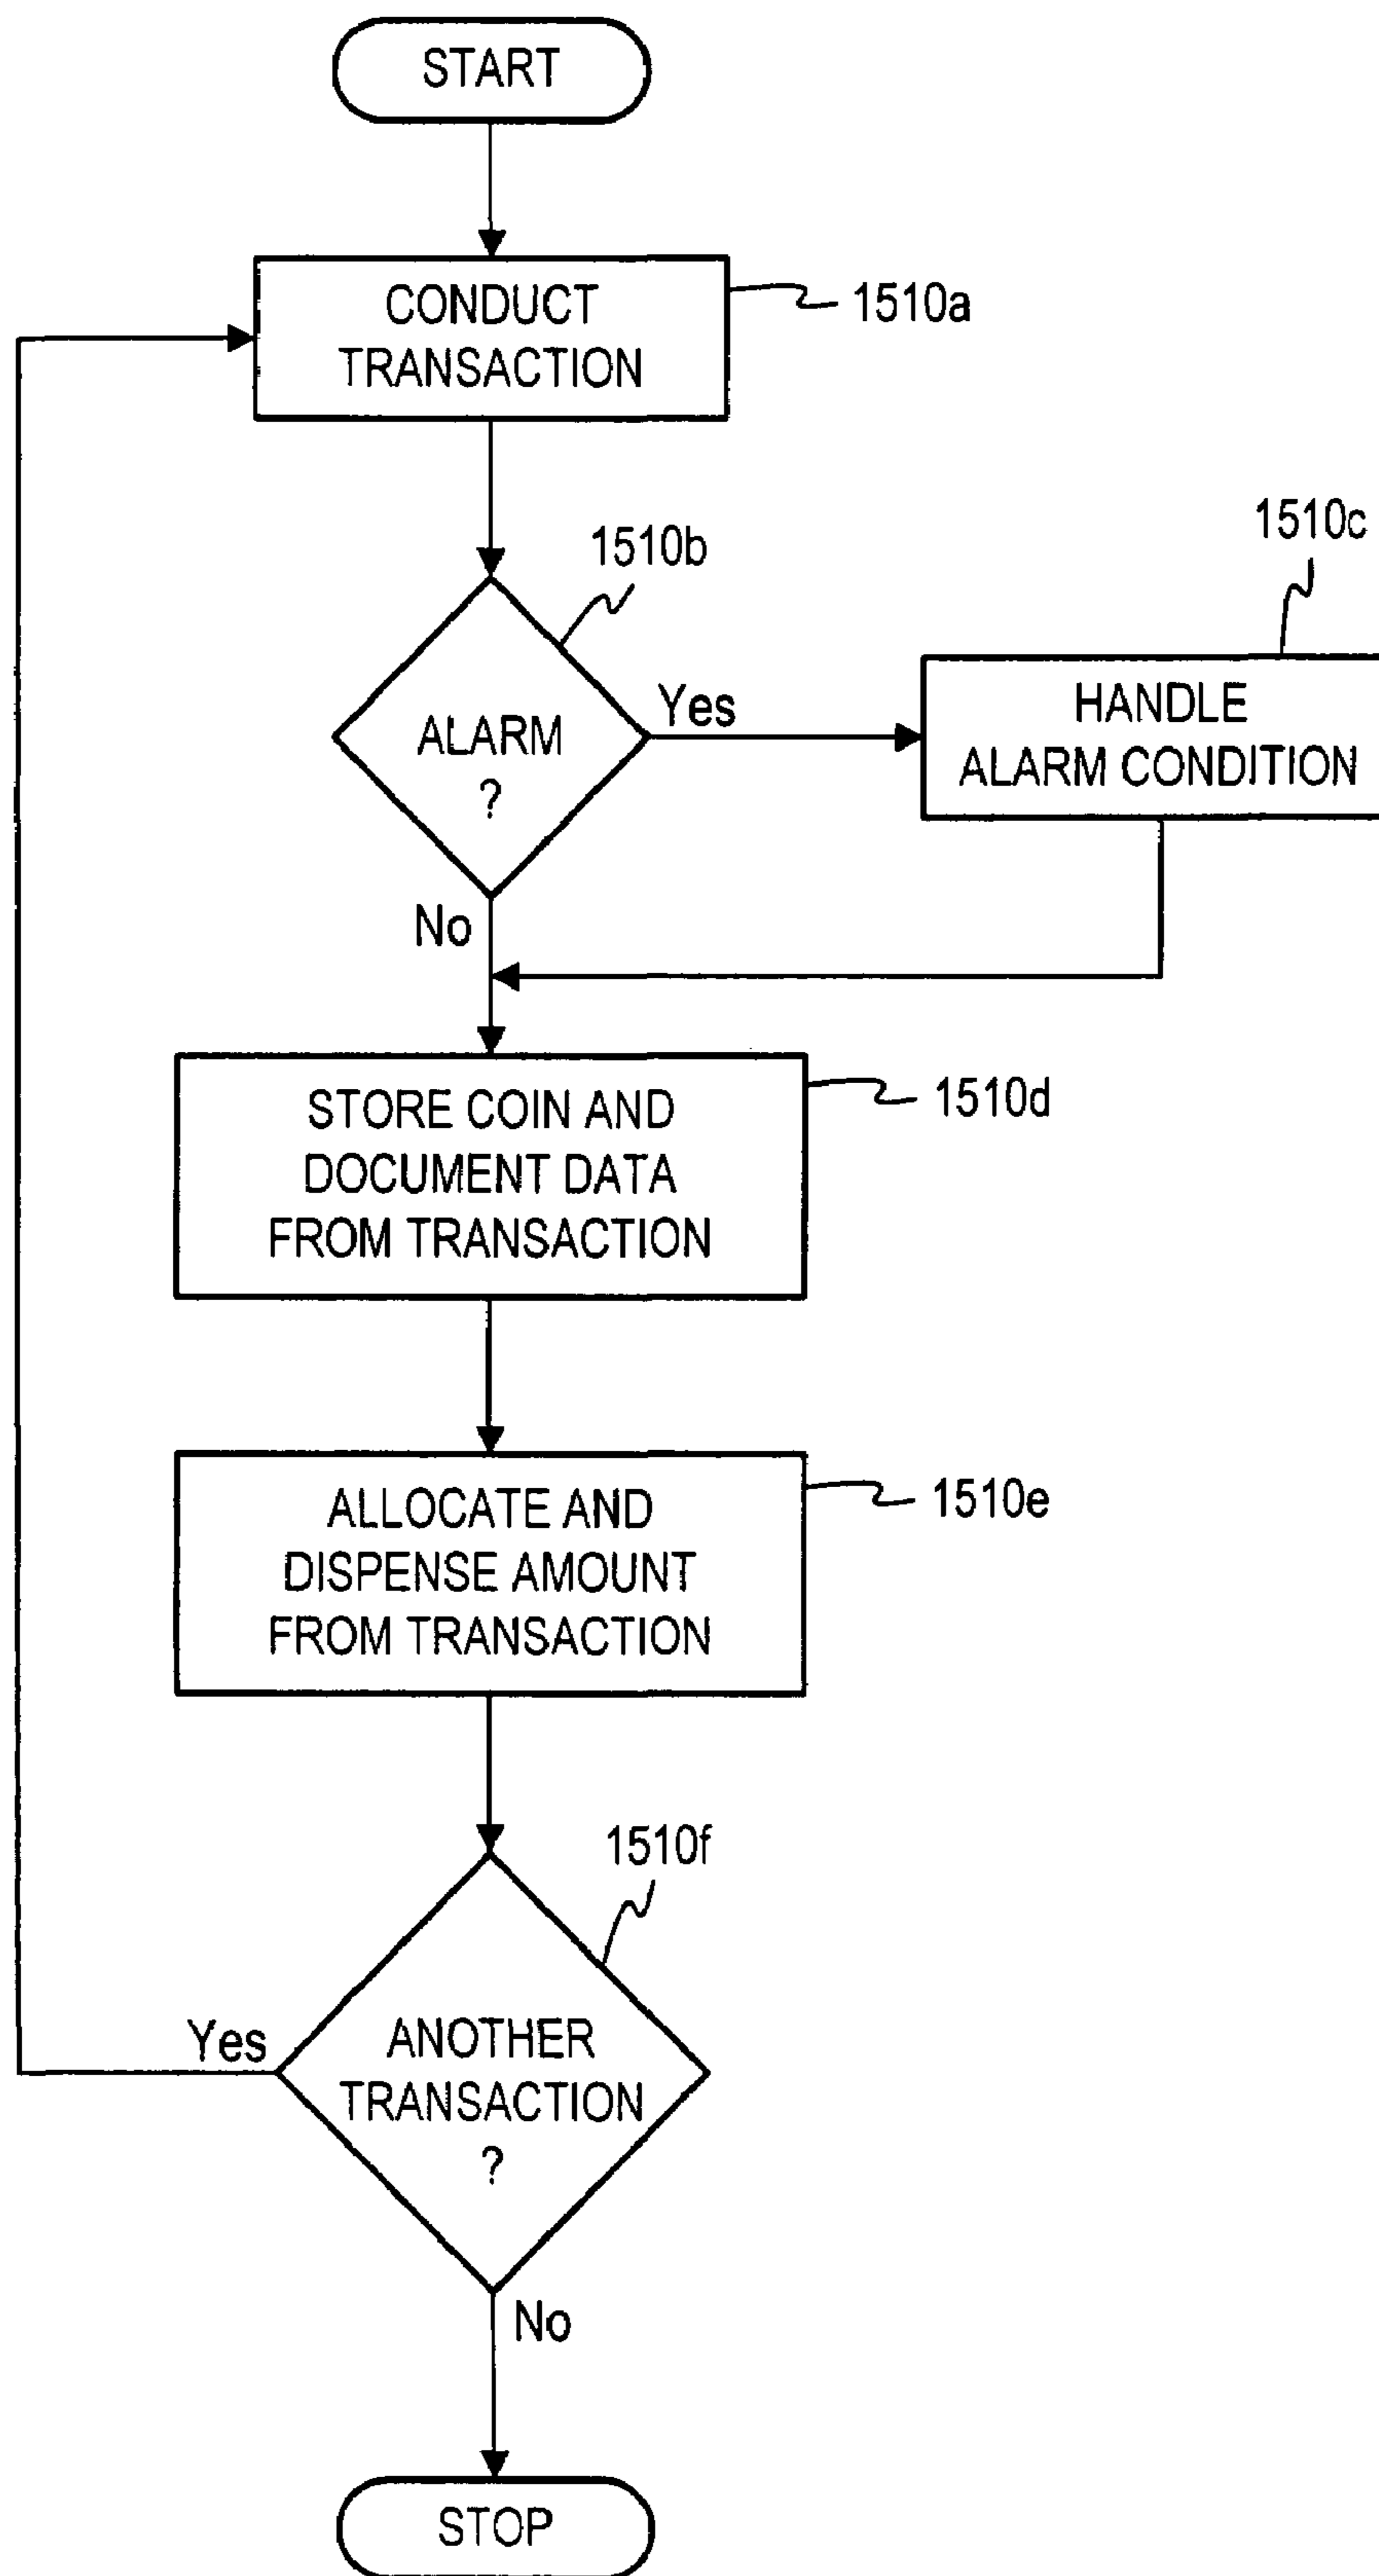 START
CONDUCT
TRANSACTION
1510a
1510b
1510c
ALARM
?
Yes
HANDLE
ALARM CONDITION
No
STORE COIN AND
DOCUMENT DATA
FROM TRANSACTION
1510d
ALLOCATE AND
DISPENSE AMOUNT
FROM TRANSACTION
1510e
1510f
Yes
ANOTHER
TRANSACTION
?
No
STOP